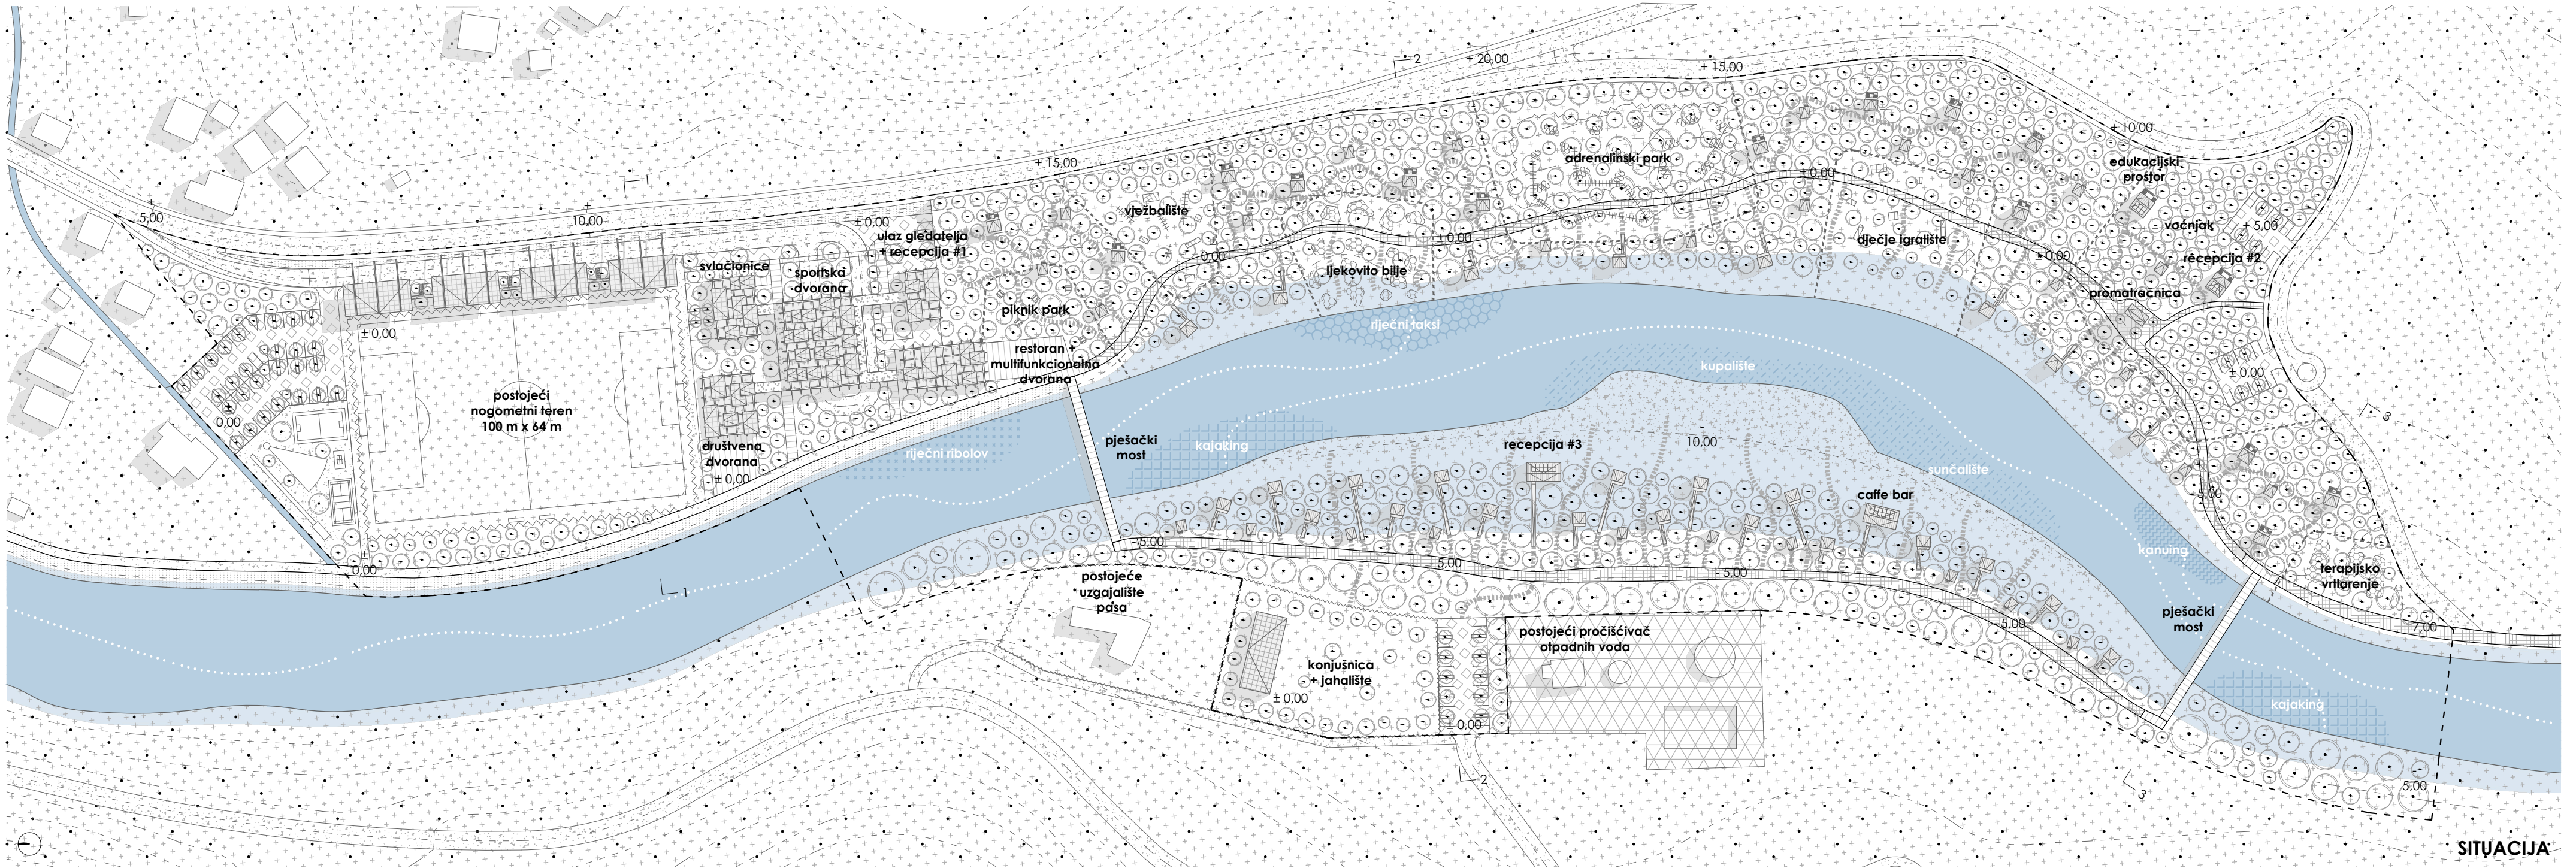 2
+ 20,00
+ 15,00
+ 10,00
+ 15,00
adrenalinski park
edukacijski
prostor
± 0,00
1
+
5,00
+
10,00
± 0,00
vježbalište
voćnjak
+ 5,00
ulaz gledatelja
+ recepcija #1
± 0,00
dječje igralište
+
0,00
± 0,00
recepcija #2
svlačionice
sportska
dvorana
ljekovito bilje
promatračnica
piknik park
riječni taksi
± 0,00
restoran +
multifunkcionalna
dvorana
kupalište
± 0,00
postojeći
nogometni teren
100 m x 64 m
±
0,00
3
društvena
dvorana
± 0,00
riječni ribolov
pješački
most
kajaking
recepcija #3
-
10,00
sunčalište
caffe bar
- 5,00
- 5,00
kanuing
±
0,00
- 5,00
- 5,00
terapijsko
vrtlarenje
1
postojeće
uzgajalište
pasa
pješački
most
- 5,00
-
7,00
postojeći pročišćivač
otpadnih voda
konjušnica
+ jahalište
± 0,00
± 0,00
kajaking
2
-
5,00
3
SITUACIJA